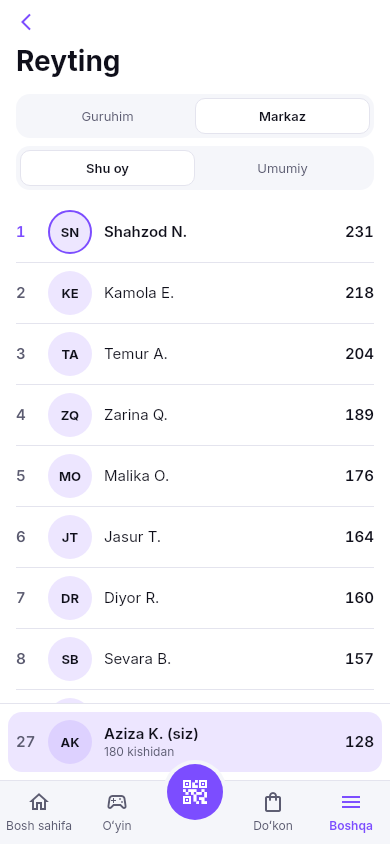 Reyting
Guruhim Markaz
Shu oy Umumiy
1 SN Shahzod N. 231
2 KE Kamola E. 218
3 TA Temur A. 204
4 ZQ Zarina Q. 189
5 MO Malika O. 176
6 JT Jasur T. 164
7 DR Diyor R. 160
8 SB Sevara B. 157
27 AK Aziza K. (siz) 128
180 kishidan
Bosh sahifa O‘yin Do‘kon Boshqa